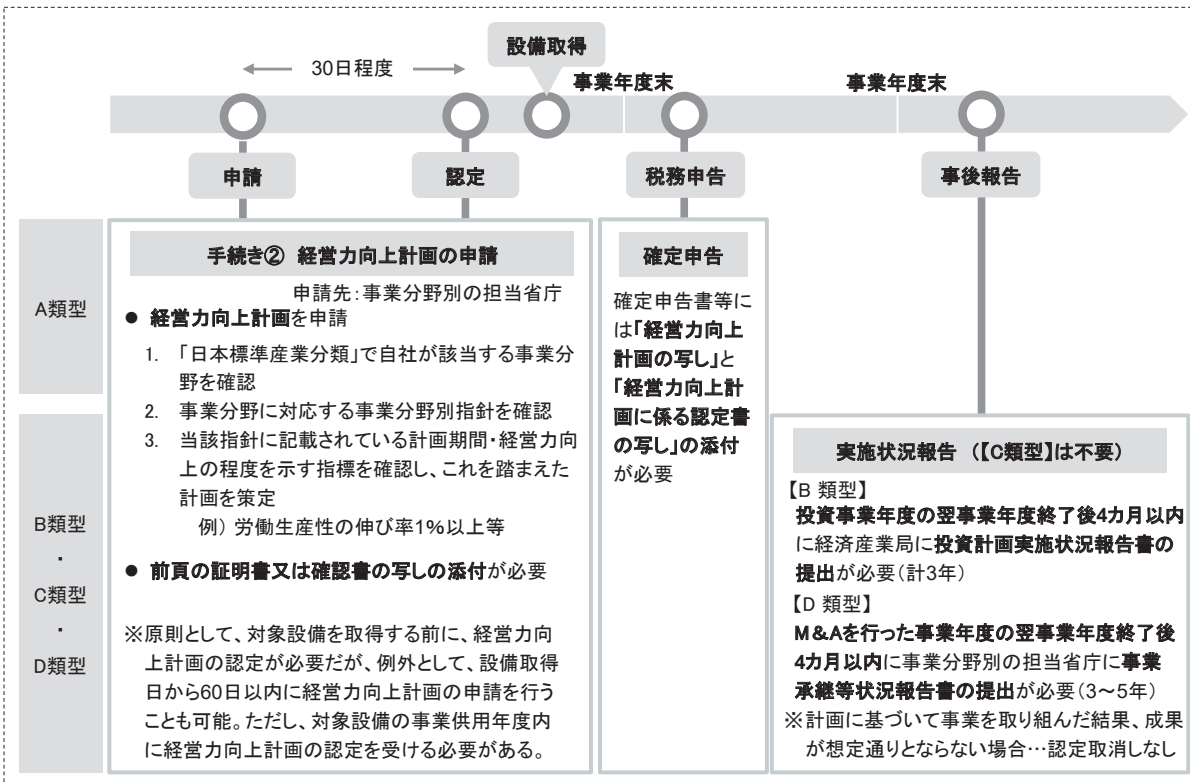 設備取得
30日程度
事業年度末
事業年度末
申請
認定
税務申告
事後報告
A類型
B類型
・
C類型
・
D類型
手続き② 経営力向上計画の申請
申請先：事業分野別の担当省庁
● 経営力向上計画を申請
1. 「日本標準産業分類」で自社が該当する事業分
野を確認
2. 事業分野に対応する事業分野別指針を確認
3. 当該指針に記載されている計画期間・経営力向
上の程度を示す指標を確認し、これを踏まえた
計画を策定
例） 労働生産性の伸び率1％以上等
● 前頁の証明書又は確認書の写しの添付が必要
※原則として、対象設備を取得する前に、経営力向
上計画の認定が必要だが、例外として、設備取得
日から60日以内に経営力向上計画の申請を行う
ことも可能。ただし、対象設備の事業供用年度内
に経営力向上計画の認定を受ける必要がある。
確定申告
確定申告書等に
は「経営力向上
計画の写し」と
「経営力向上計
画に係る認定書
の写し」の添付
が必要
実施状況報告 （【C類型】は不要）
【B 類型】
投資事業年度の翌事業年度終了後4カ月以内
に経済産業局に投資計画実施状況報告書の
提出が必要（計3年）
【D 類型】
M＆Aを行った事業年度の翌事業年度終了後
4カ月以内に事業分野別の担当省庁に事業
承継等状況報告書の提出が必要（3～5年）
※計画に基づいて事業を取り組んだ結果、成果
が想定通りとならない場合…認定取消しなし